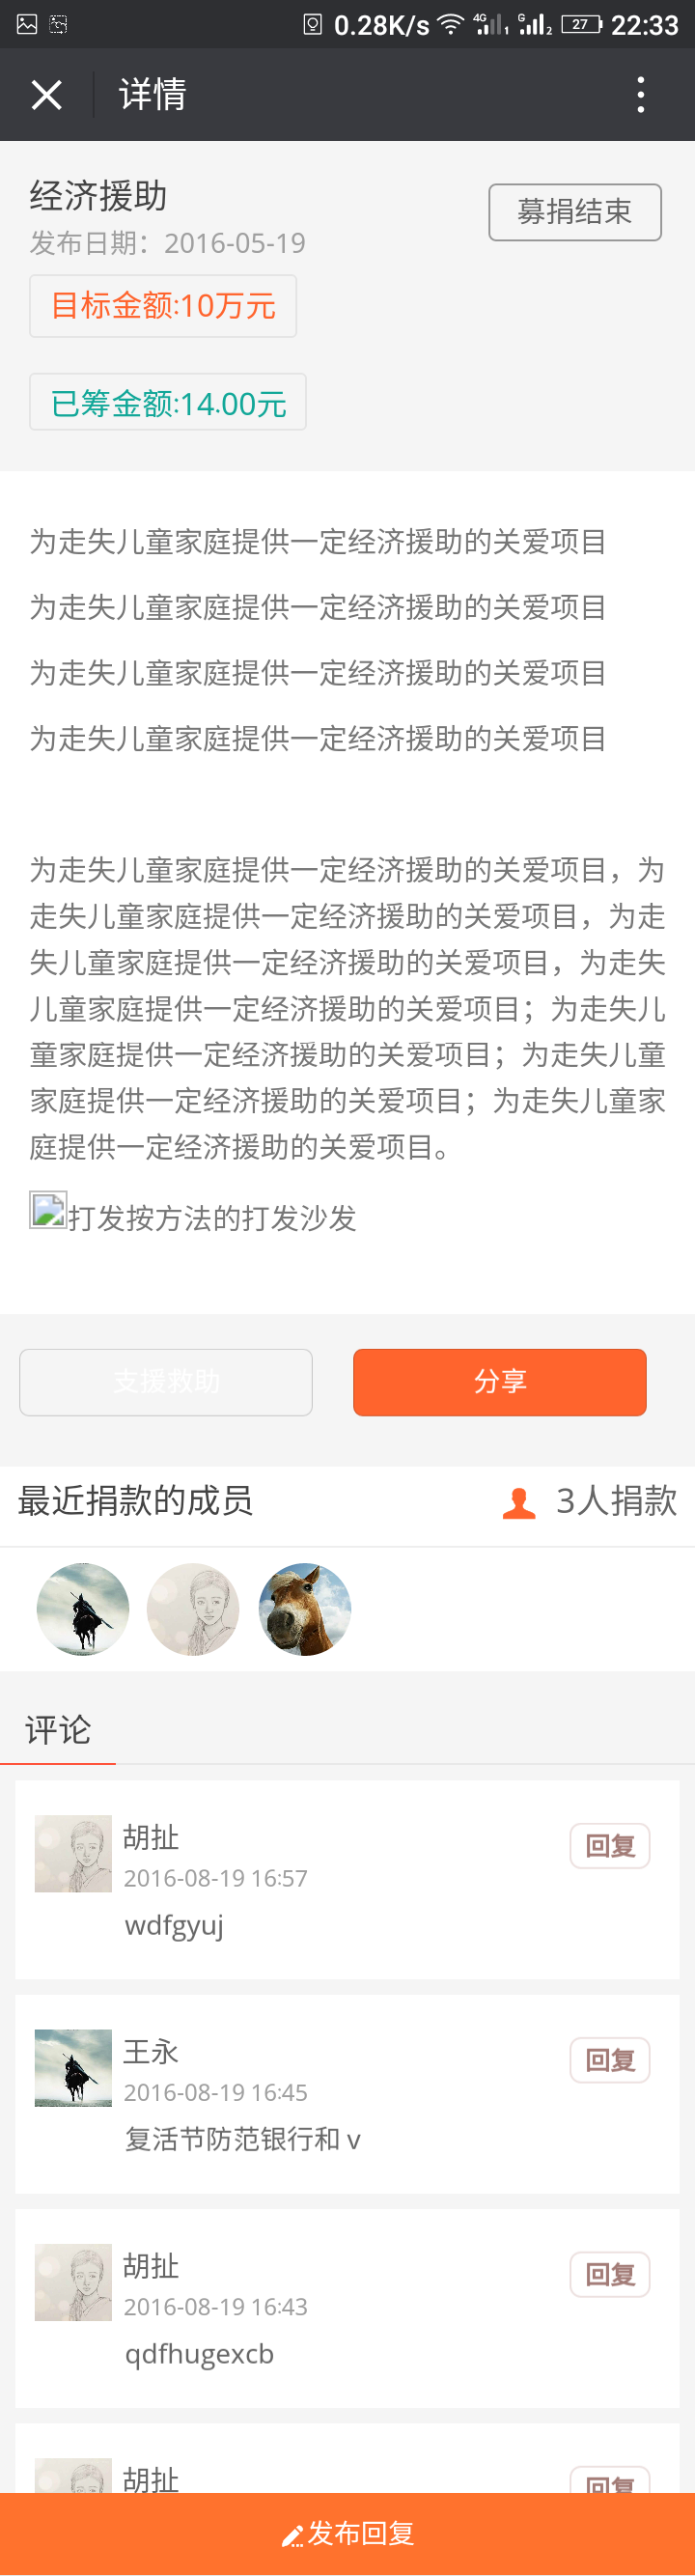 0.28K/s 4G 1 G 2 27 22:33
详情
经济援助
募捐结束
发布日期：2016-05-19
目标金额:10万元
已筹金额:14.00元
为走失儿童家庭提供一定经济援助的关爱项目
为走失儿童家庭提供一定经济援助的关爱项目
为走失儿童家庭提供一定经济援助的关爱项目
为走失儿童家庭提供一定经济援助的关爱项目
为走失儿童家庭提供一定经济援助的关爱项目，为
走失儿童家庭提供一定经济援助的关爱项目，为走
失儿童家庭提供一定经济援助的关爱项目，为走失
儿童家庭提供一定经济援助的关爱项目；为走失儿
童家庭提供一定经济援助的关爱项目；为走失儿童
家庭提供一定经济援助的关爱项目；为走失儿童家
庭提供一定经济援助的关爱项目。
打发按方法的打发沙发
支援救助 分享
最近捐款的成员 3人捐款
评论
胡扯 回复
2016-08-19 16:57
wdfgyuj
王永 回复
2016-08-19 16:45
复活节防范银行和 v
胡扯 回复
2016-08-19 16:43
qdfhugexcb
胡扯 回复
发布回复